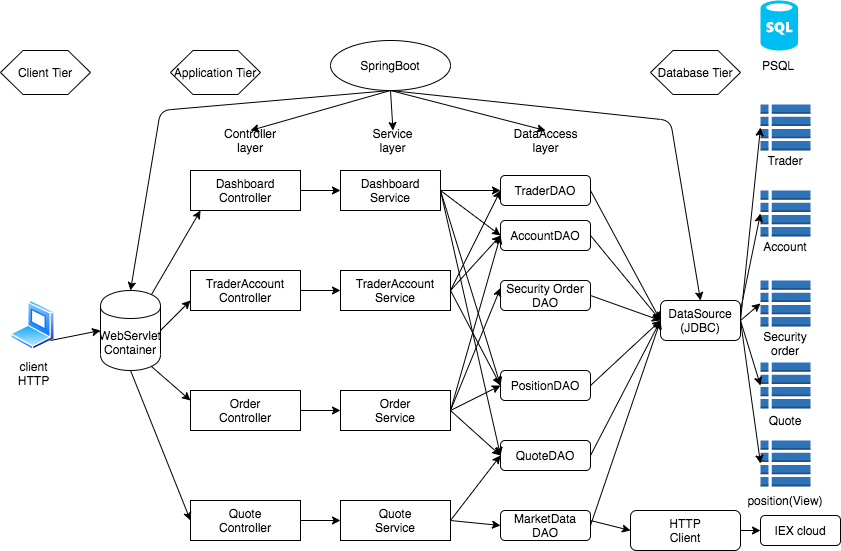 SQL
PSQL
Client Tier
Application Tier
SpringBoot
Database Tier
Controller
layer
Service
layer
DataAccess
layer
Dashboard
Controller
Dashboard
Service
TraderDAO
Trader
AccountDAO
Account
TraderAccount
Controller
TraderAccount
Service
Security Order
DAO
WebServlet
Container
DataSource
(JDBC)
Security
order
client
HTTP
Order
Controller
Order
Service
PositionDAO
Quote
QuoteDAO
position(View)
Quote
Controller
Quote
Service
MarketData
DAO
HTTP
Client
IEX cloud